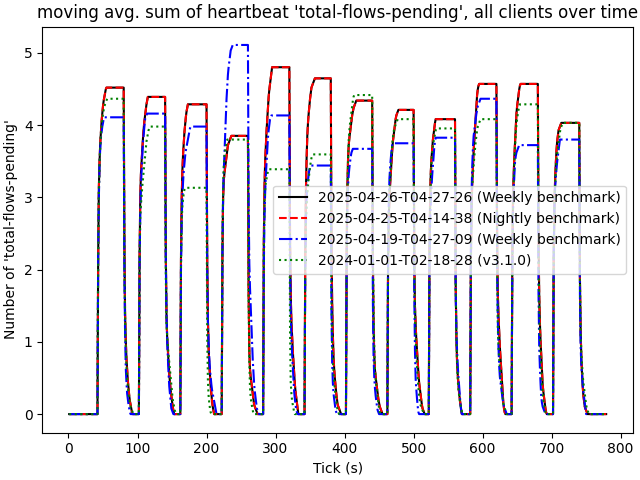 moving avg. sum of heartbeat 'total-flows-pending', all clients over time
Number of 'total-flows-pending'
5
4
3
2
1
0
2025-04-26-T04-27-26 (Weekly benchmark)
2025-04-25-T04-14-38 (Nightly benchmark)
2025-04-19-T04-27-09 (Weekly benchmark)
2024-01-01-T02-18-28 (v3.1.0)
0 100 200 300 400 500 600 700 800
Tick (s)